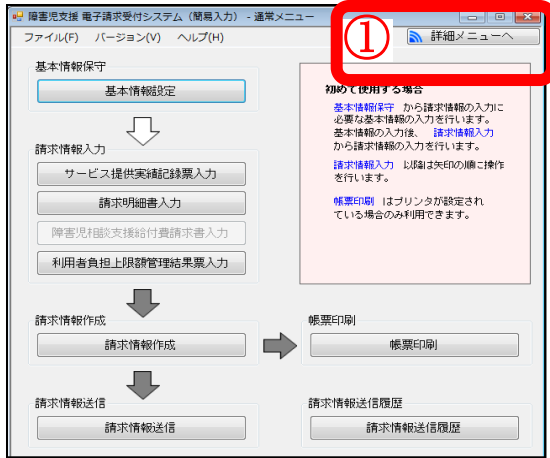 障害児支援 電子請求受付システム（簡易入力） - 通常メニュー
ファイル(F) バージョン(V) ヘルプ(H)
①
詳細メニューへ
基本情報保守
基本情報設定
初めて使用する場合
基本情報保守 から請求情報の入力に
必要な基本情報の入力を行います。
基本情報の入力後、 請求情報入力
から請求情報の入力を行います。
請求情報入力 以降は矢印の順に操作
を行います。
帳票印刷 はプリンタが設定され
ている場合のみ利用できます。
請求情報入力
サービス提供実績記録票入力
請求明細書入力
障害児相談支援給付費請求書入力
利用者負担上限額管理結果票入力
請求情報作成
請求情報作成
帳票印刷
帳票印刷
請求情報送信
請求情報送信
請求情報送信履歴
請求情報送信履歴